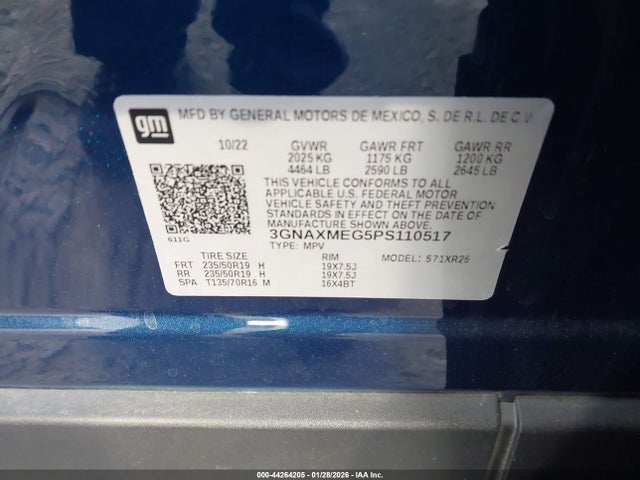 gm
MFD BY GENERAL MOTORS DE MEXICO, S. DE R.L. DE C.V.
10/22 GVWR GAWR FRT GAWR RR
2025 KG 1175 KG 1200 KG
4464 LB 2590 LB 2645 LB
THIS VEHICLE CONFORMS TO ALL
APPLICABLE U.S. FEDERAL MOTOR
VEHICLE SAFETY, BUMPER, AND THEFT
PREVENTION STANDARDS IN
EFFECT ON THE DATE OF
MANUFACTURE SHOWN ABOVE.
3GNAXMEG5PS110517
611G TYPE: MPV
TIRE SIZE RIM MODEL: 571XR26
FRT 235/50R19 H 19X7.5J
RR 235/50R19 H 19X7.5J
SPA T135/70R16 M 16X4BT
000-44264205 - 01/28/2026 - IAA Inc.